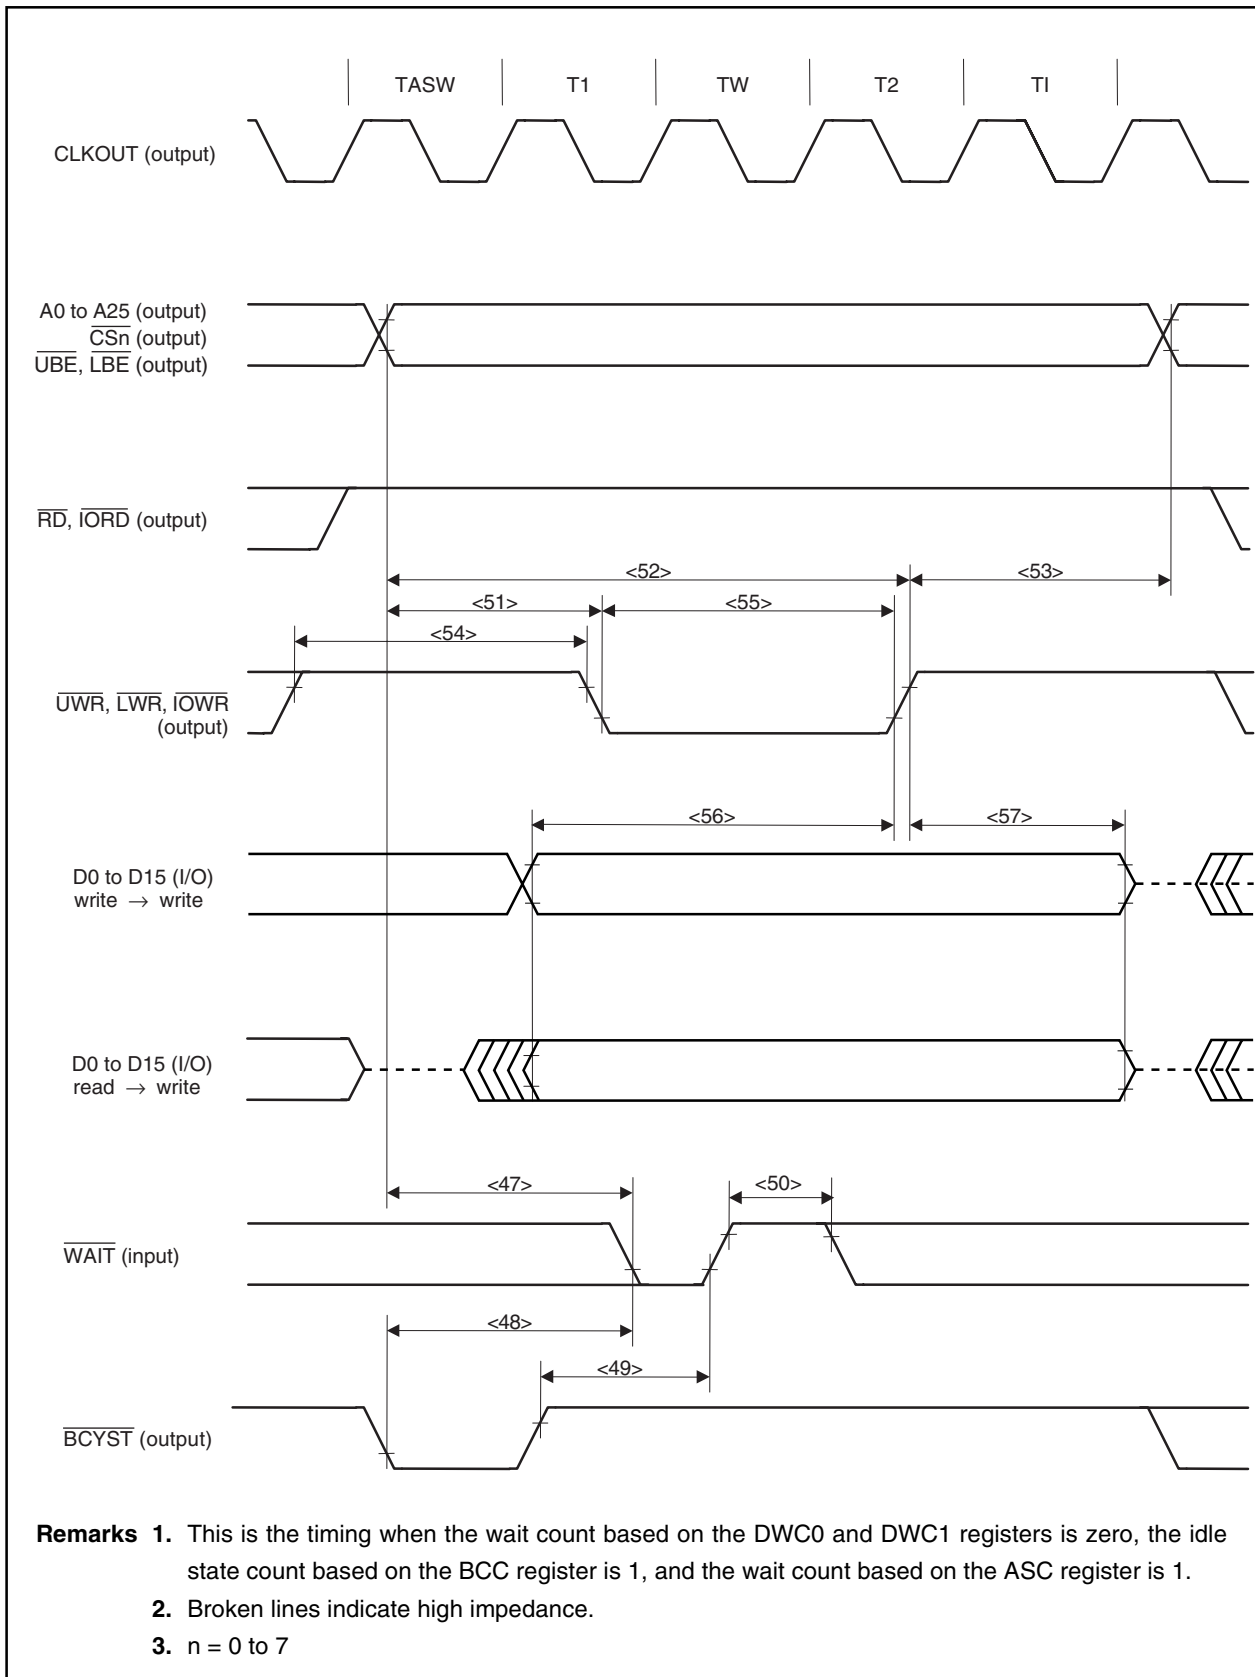 TASW T1 TW T2 TI
CLKOUT (output)
A0 to A25 (output)
CSn (output)
UBE, LBE (output)
RD, IORD (output)
<52> <53>
<51> <55>
<54>
UWR, LWR, IOWR
(output)
<56> <57>
D0 to D15 (I/O)
write → write
D0 to D15 (I/O)
read → write
<47> <50>
WAIT (input)
<48>
<49>
BCYST (output)
Remarks 1. This is the timing when the wait count based on the DWC0 and DWC1 registers is zero, the idle
state count based on the BCC register is 1, and the wait count based on the ASC register is 1.
2. Broken lines indicate high impedance.
3. n = 0 to 7